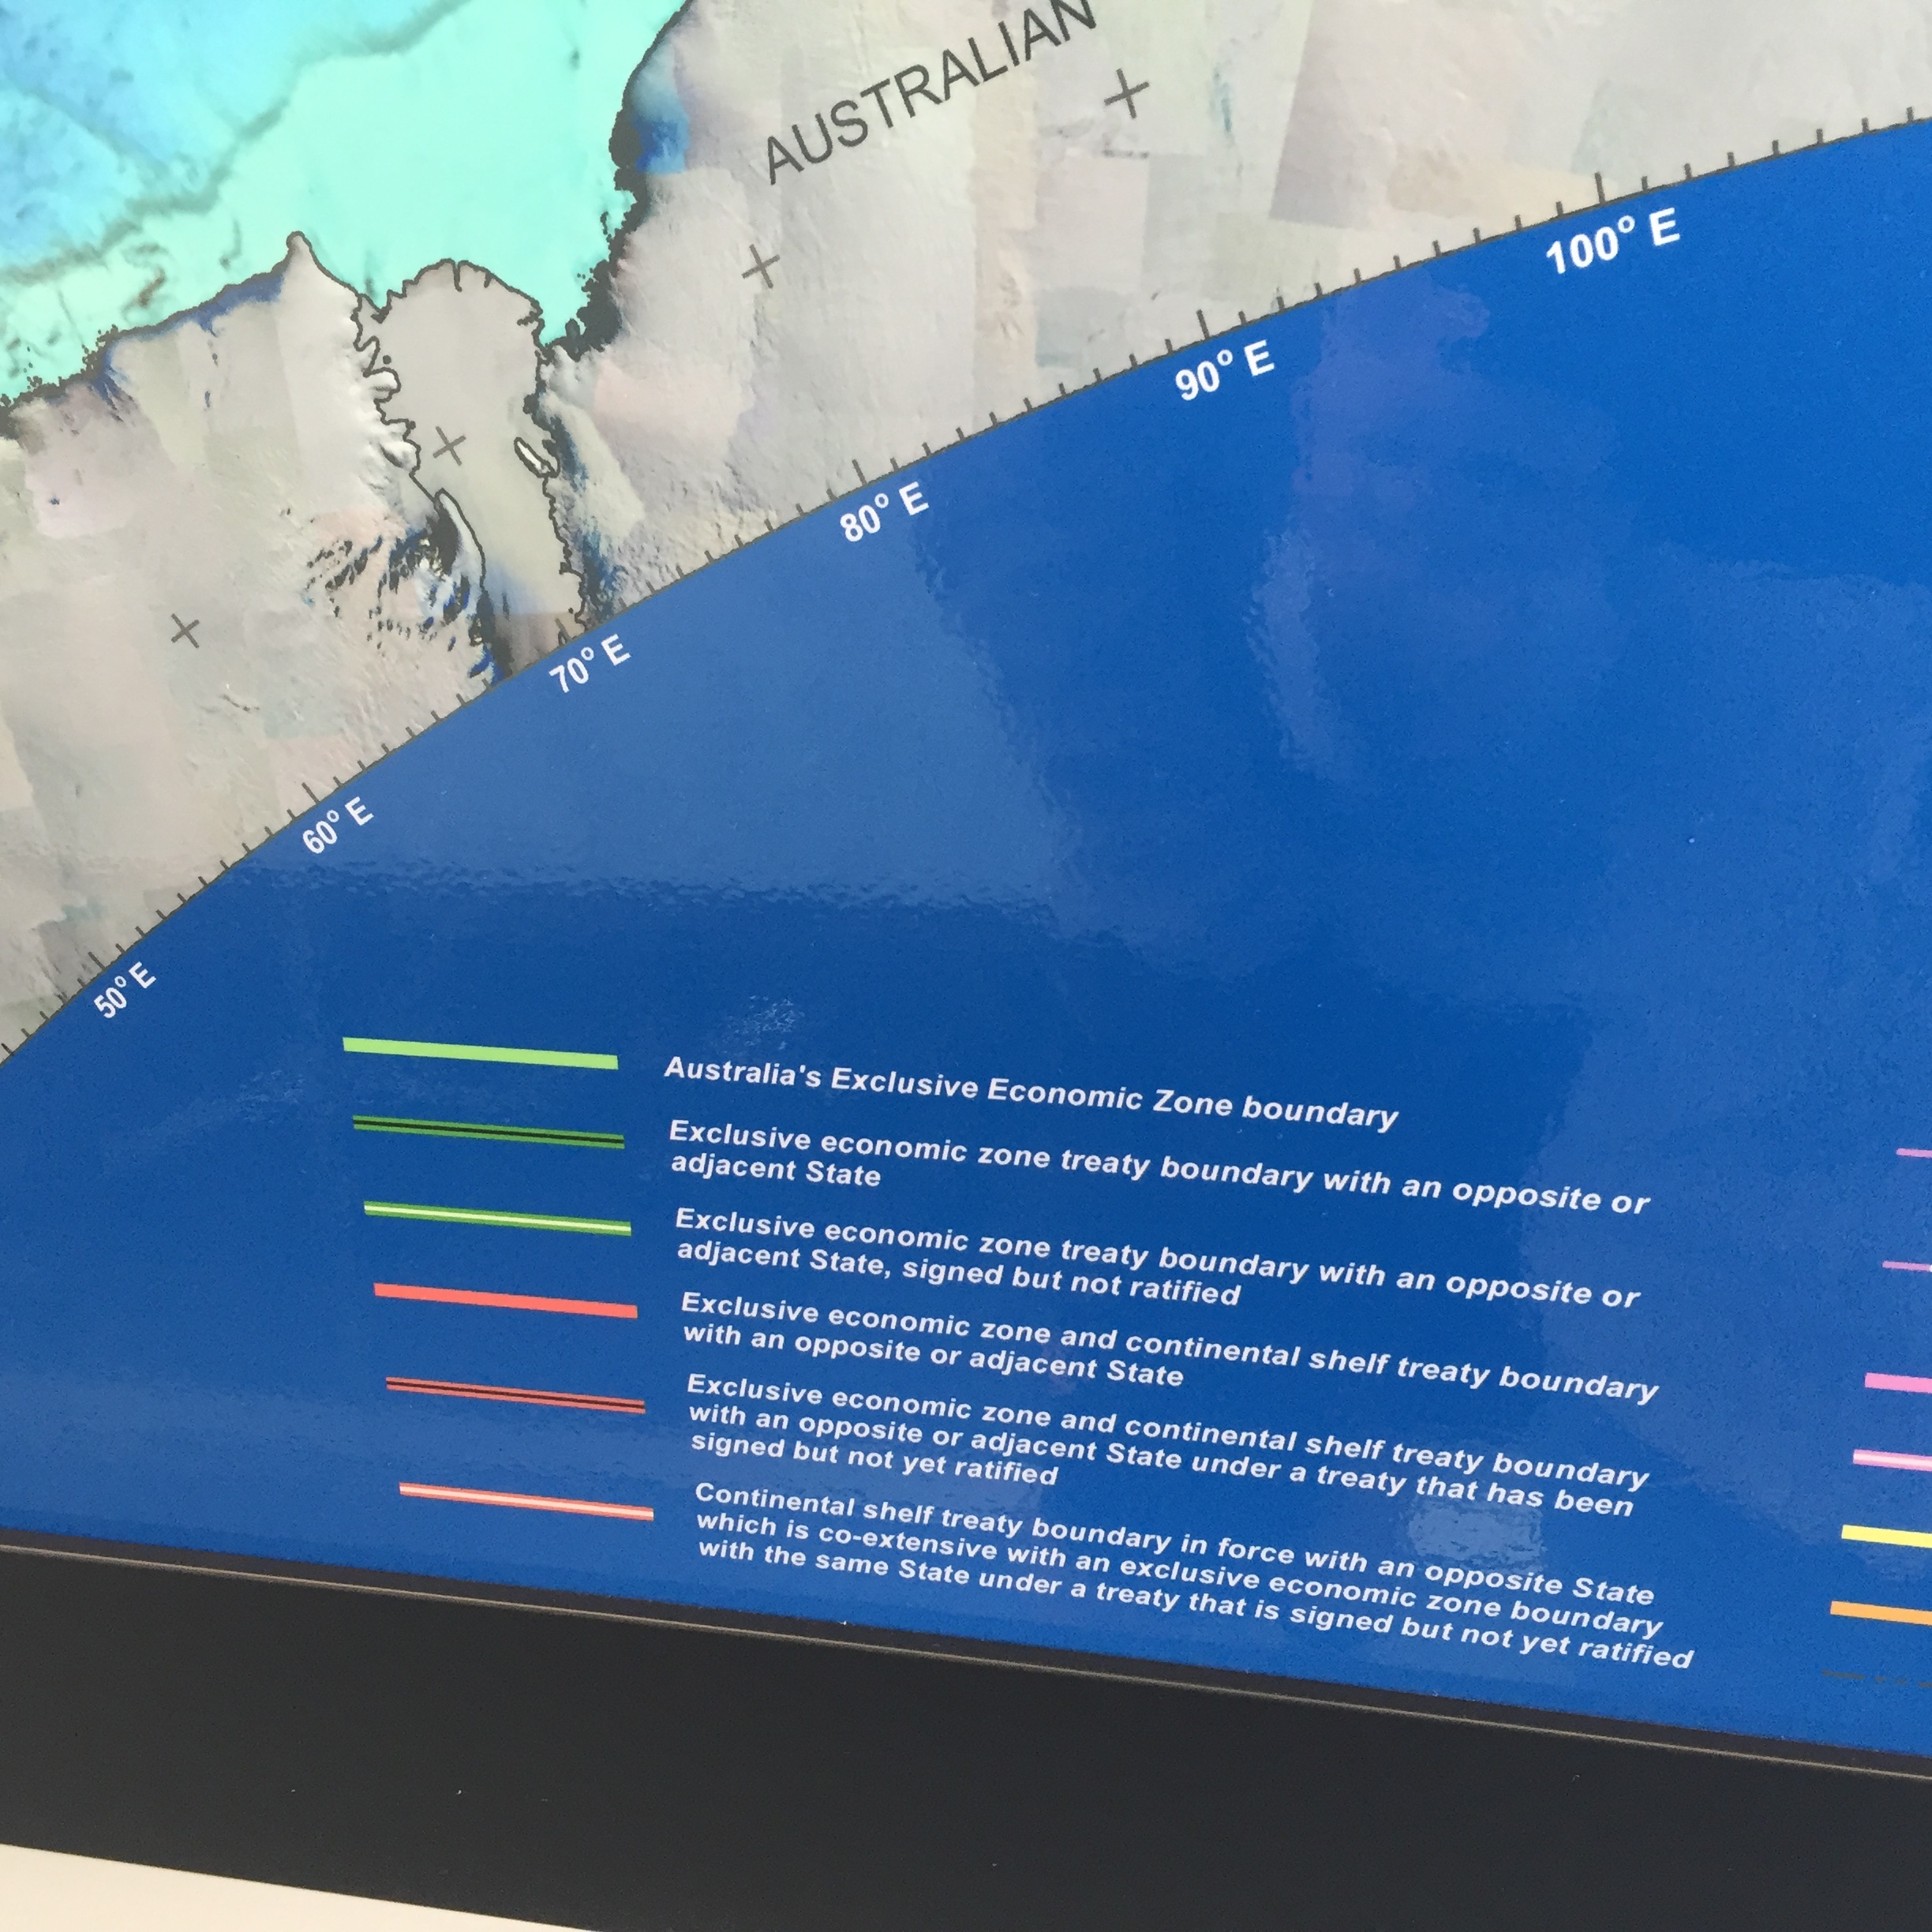 AUSTRALIAN
100° E
90° E
80° E
70° E
60° E
50° E
Australia's Exclusive Economic Zone boundary
Exclusive economic zone treaty boundary with an opposite or
adjacent State
Exclusive economic zone treaty boundary with an opposite or
adjacent State, signed but not ratified
Exclusive economic zone and continental shelf treaty boundary
with an opposite or adjacent State
Exclusive economic zone and continental shelf treaty boundary
with an opposite or adjacent State under a treaty that has been
signed but not yet ratified
Continental shelf treaty boundary in force with an opposite State
which is co-extensive with an exclusive economic zone boundary
with the same State under a treaty that is signed but not yet ratified